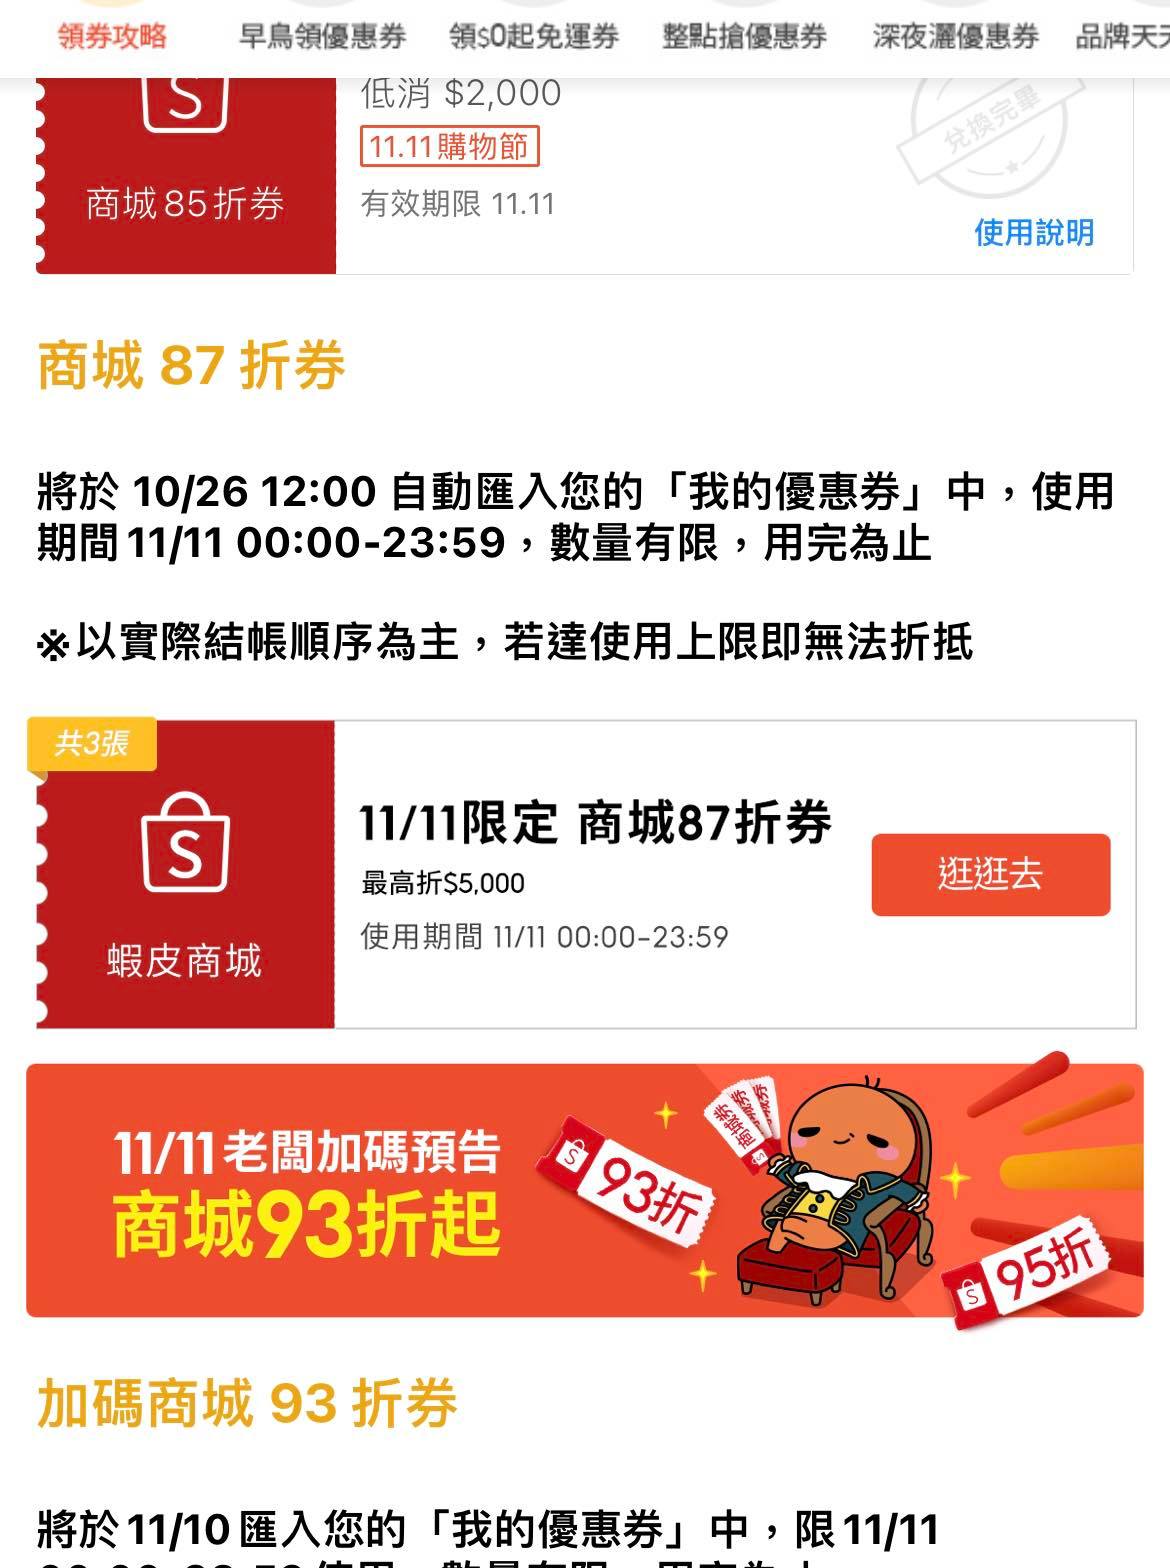 領券攻略 早鳥領優惠券 領$0起免運券 整點搶優惠券 深夜灑優惠券 品牌天天
低消 $2,000
11.11購物節
兌換完畢
商城85折券
有效期限 11.11
使用說明
商城 87 折券
將於 10/26 12:00 自動匯入您的「我的優惠券」中，使用
期間 11/11 00:00-23:59，數量有限，用完為止
※以實際結帳順序為主，若達使用上限即無法折抵
共3張
S
蝦皮商城
11/11限定 商城87折券
最高折$5,000
使用期間 11/11 00:00-23:59
逛逛去
11/11 老闆加碼預告
商城93折起
93折
商城券
95折
加碼商城 93 折券
將於 11/10 匯入您的「我的優惠券」中，限 11/11